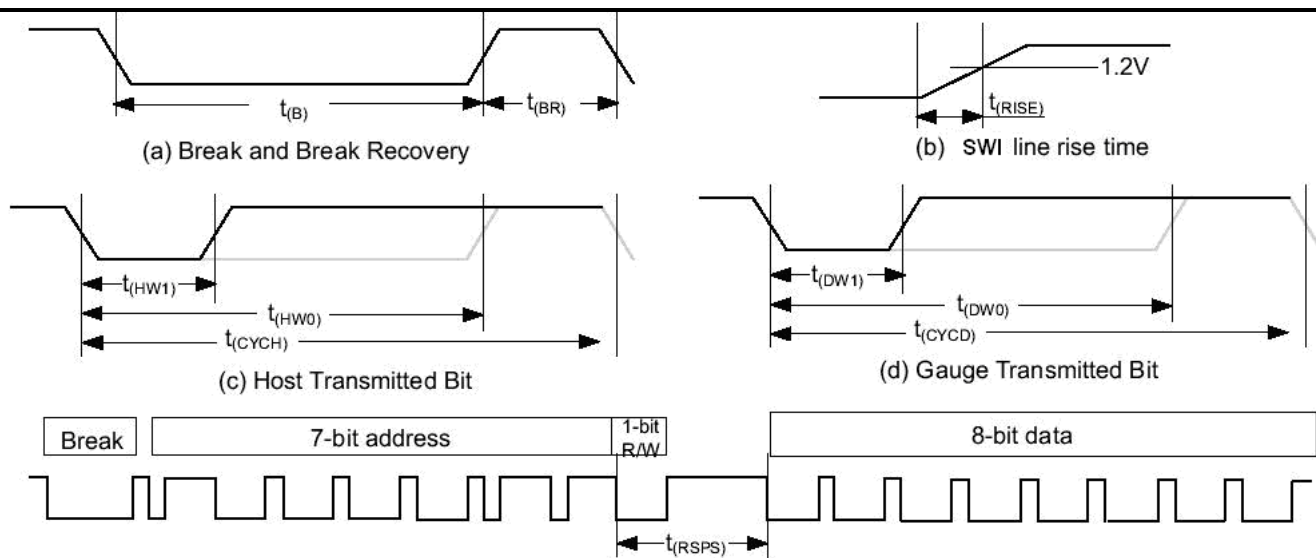 t(B)
t(BR)
(a) Break and Break Recovery
1.2V
t(RISE)
(b) SWI line rise time
t(HW1)
t(HW0)
t(CYCH)
(c) Host Transmitted Bit
t(DW1)
t(DW0)
t(CYCD)
(d) Gauge Transmitted Bit
Break
7-bit address
1-bit
R/W
8-bit data
t(RSPS)